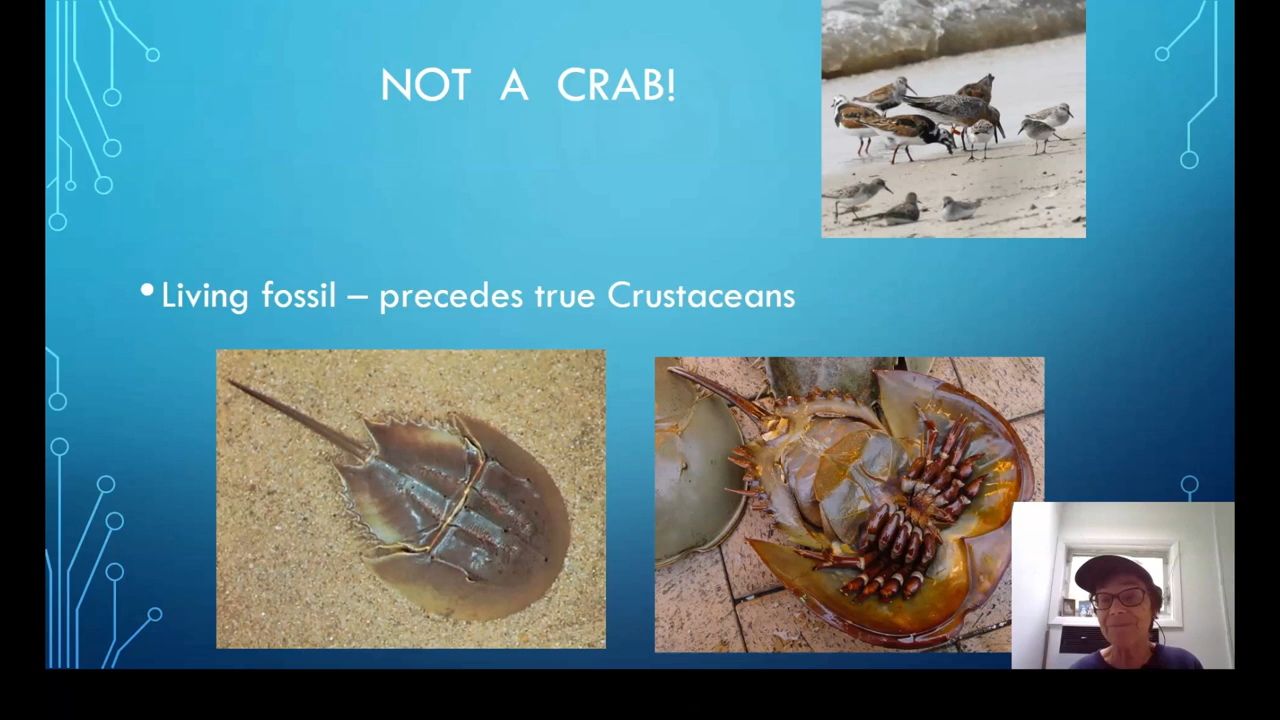 NOT A CRAB!
•Living fossil – precedes true Crustaceans